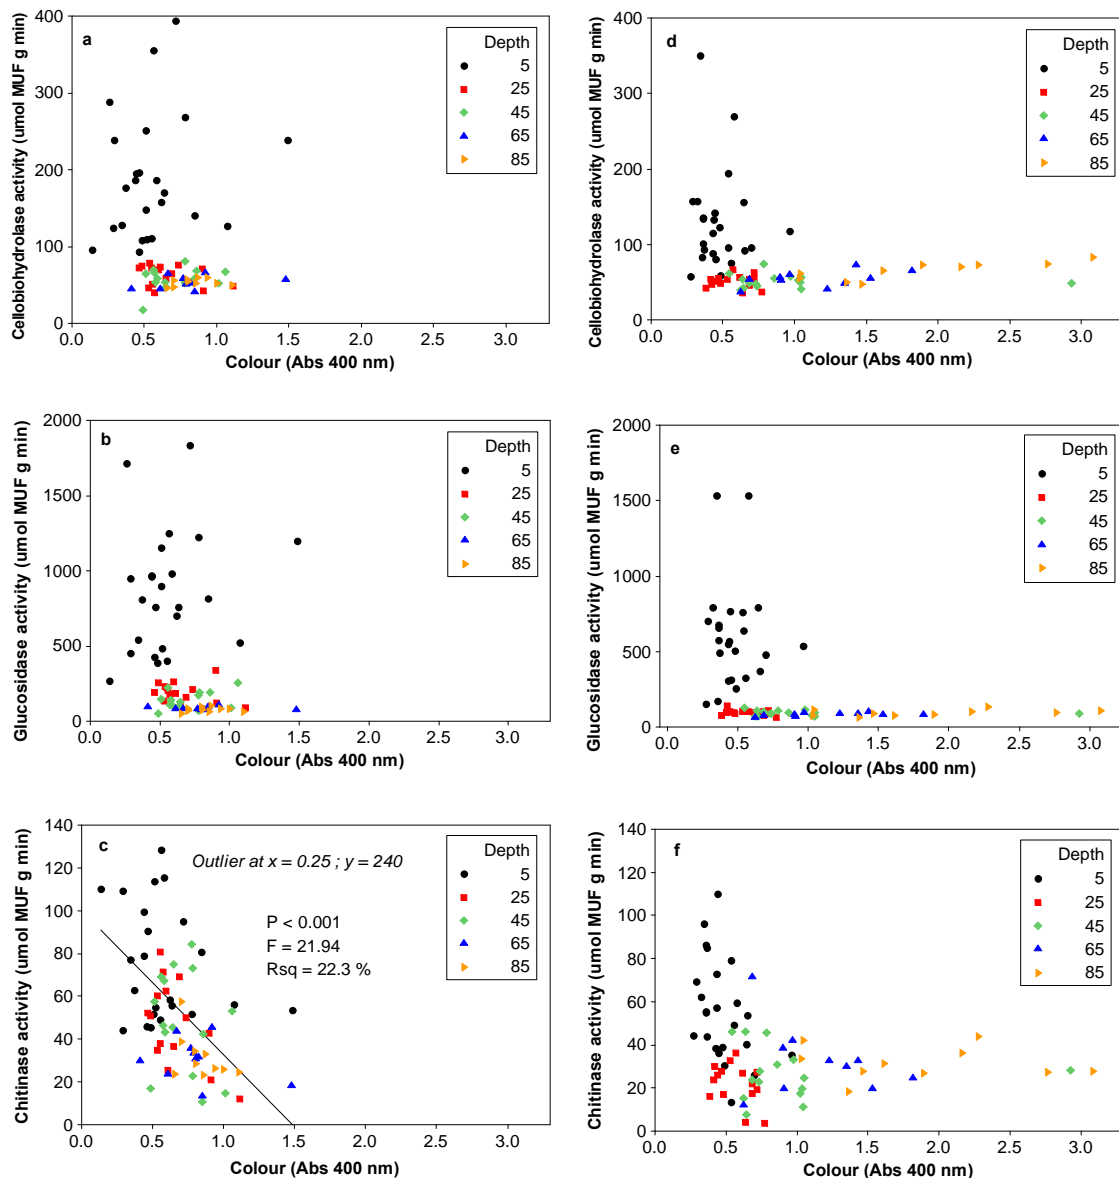 a
Cellobiohydrolase activity (umol MUF g min)
400
300
200
100
0
0.0 0.5 1.0 1.5 2.0 2.5 3.0
Colour (Abs 400 nm)
Depth
5
25
45
65
85
d
Cellobiohydrolase activity (umol MUF g min)
400
300
200
100
0
0.0 0.5 1.0 1.5 2.0 2.5 3.0
Colour (Abs 400 nm)
Depth
5
25
45
65
85
b
Glucosidase activity (umol MUF g min)
2000
1500
1000
500
0
0.0 0.5 1.0 1.5 2.0 2.5 3.0
Colour (Abs 400 nm)
Depth
5
25
45
65
85
e
Glucosidase activity (umol MUF g min)
2000
1500
1000
500
0
0.0 0.5 1.0 1.5 2.0 2.5 3.0
Colour (Abs 400 nm)
Depth
5
25
45
65
85
c
Chitinase activity (umol MUF g min)
140
120
100
80
60
40
20
0
0.0 0.5 1.0 1.5 2.0 2.5 3.0
Colour (Abs 400 nm)
Outlier at x = 0.25 ; y = 240
P < 0.001
F = 21.94
Rsq = 22.3 %
Depth
5
25
45
65
85
f
Chitinase activity (umol MUF g min)
140
120
100
80
60
40
20
0
0.0 0.5 1.0 1.5 2.0 2.5 3.0
Colour (Abs 400 nm)
Depth
5
25
45
65
85